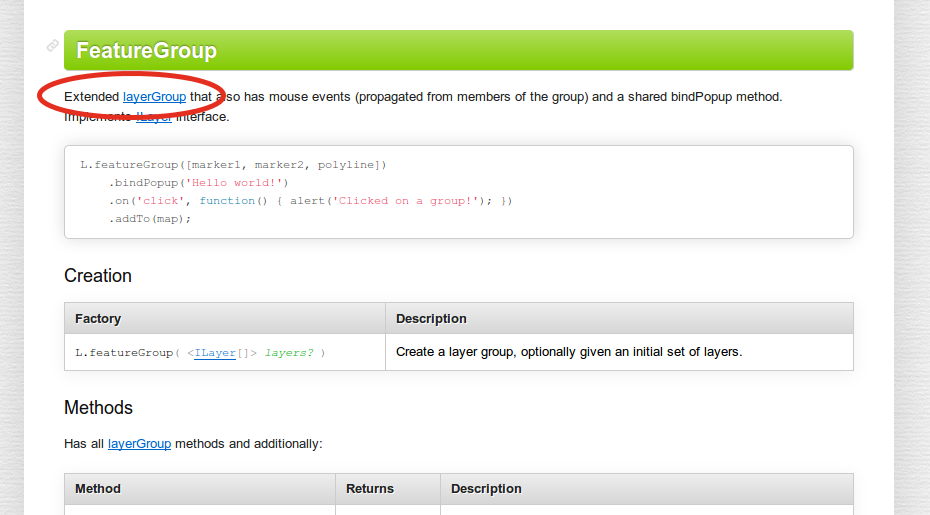 FeatureGroup
Extended layerGroup that also has mouse events (propagated from members of the group) and a shared bindPopup method.
Implements ILayer interface.
L.featureGroup([marker1, marker2, polyline])
.bindPopup('Hello world!')
.on('click', function() { alert('Clicked on a group!'); })
.addTo(map);
Creation
Factory Description
L.featureGroup( <ILayer[]> layers? ) Create a layer group, optionally given an initial set of layers.
Methods
Has all layerGroup methods and additionally:
Method Returns Description